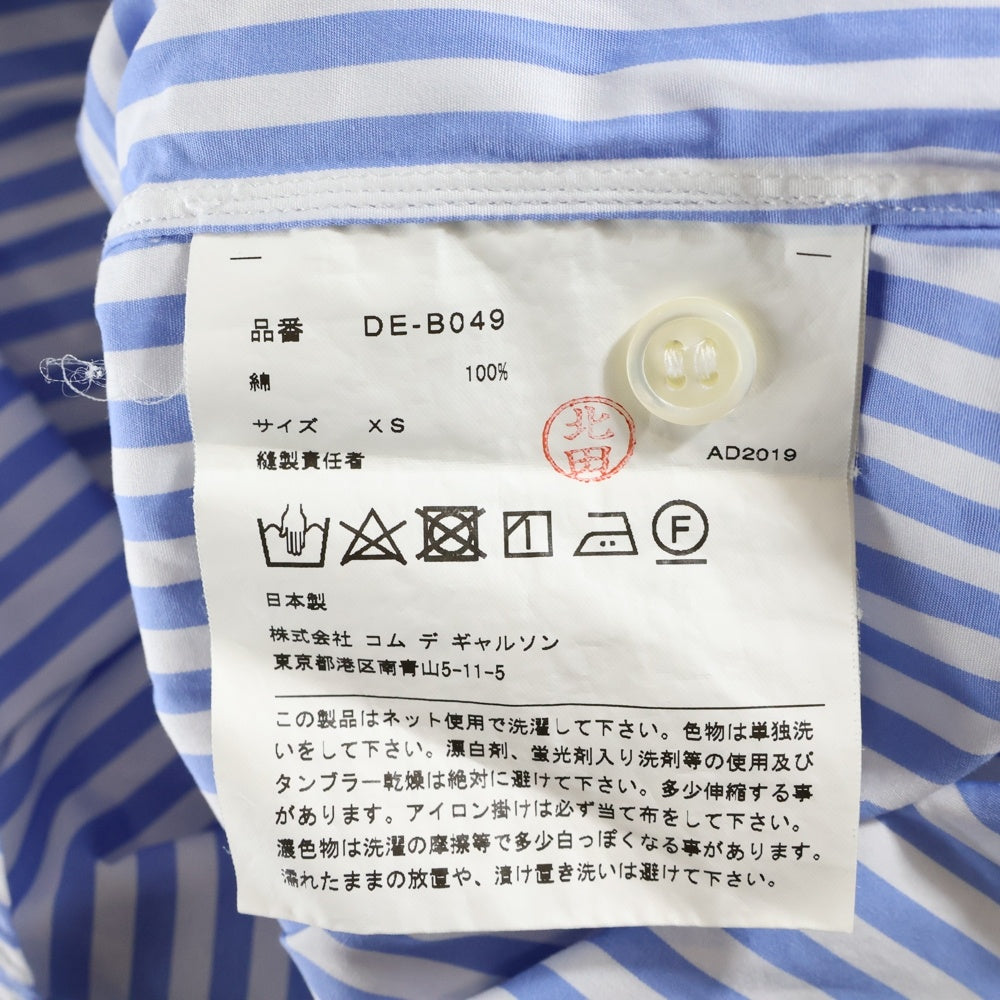 品番 DE-B049
綿 100%
サイズ XS
縫製責任者 北田 AD2019
F
日本製
株式会社 コム デ ギャルソン
東京都港区南青山5-11-5
この製品はネット使用で洗濯して下さい。色物は単独洗
いをして下さい。漂白剤、蛍光剤入り洗剤等の使用及び
タンブラー乾燥は絶対に避けて下さい。多少伸縮する事
があります。アイロン掛けは必ず当て布をして下さい。
濃色物は洗濯の摩擦等で多少白っぽくなる事があります。
濡れたままの放置や、漬け置き洗いは避けて下さい。